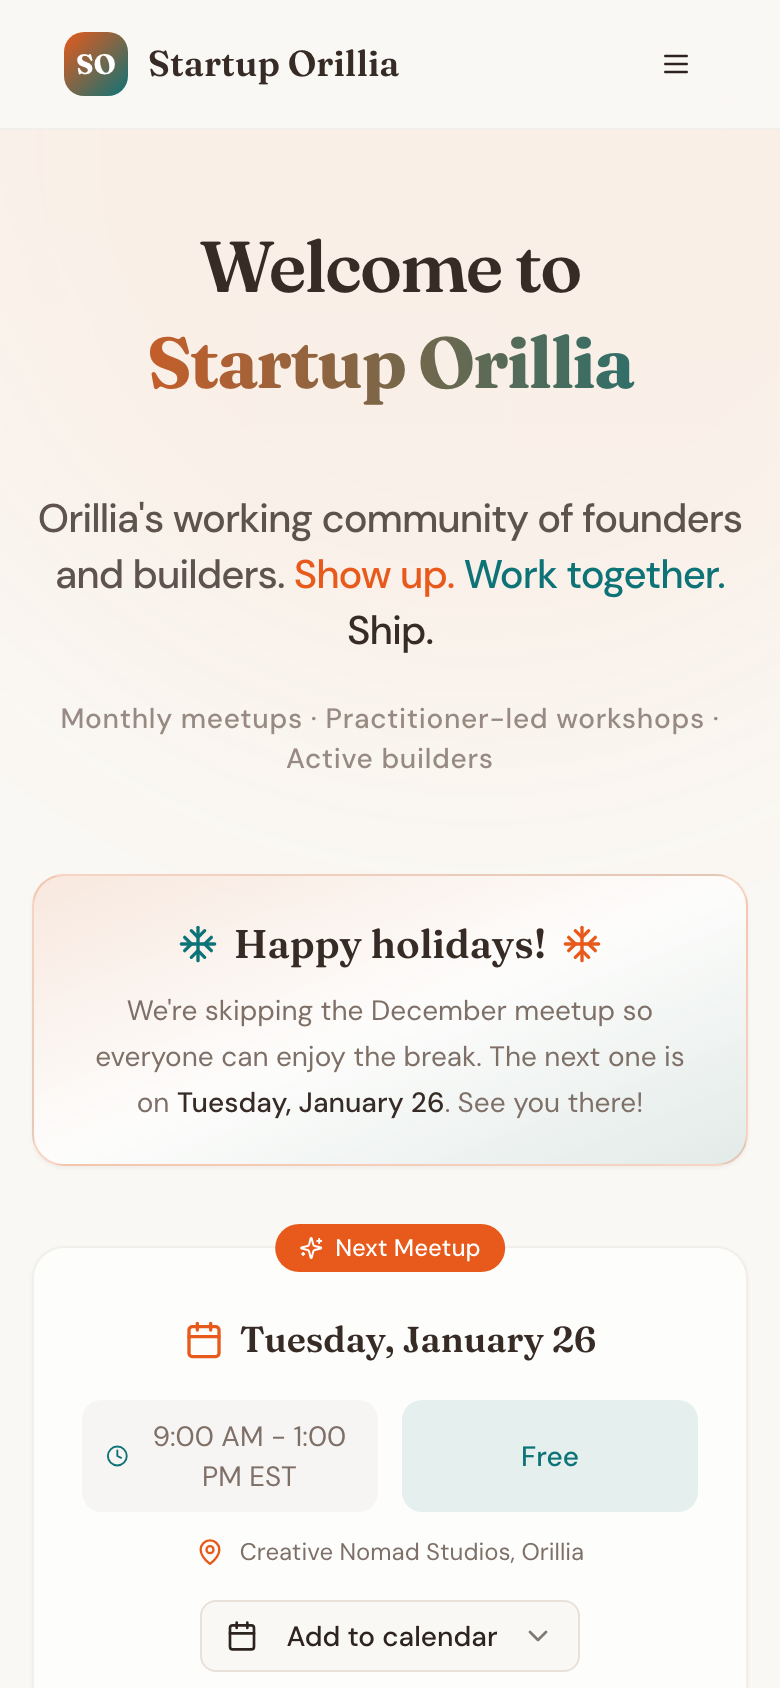 SO Startup Orillia
Welcome to
Startup Orillia
Orillia's working community of founders
and builders. Show up. Work together.
Ship.
Monthly meetups · Practitioner-led workshops ·
Active builders
Happy holidays!
We're skipping the December meetup so
everyone can enjoy the break. The next one is
on Tuesday, January 26. See you there!
Next Meetup
Tuesday, January 26
9:00 AM - 1:00
PM EST
Free
Creative Nomad Studios, Orillia
Add to calendar